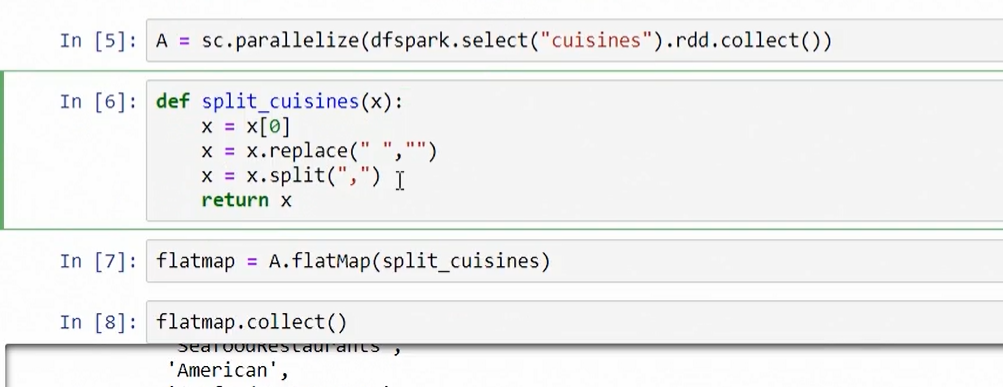 In [5]: A = sc.parallelize(dfspark.select("cuisines").rdd.collect())
In [6]: def split_cuisines(x):
x = x[0]
x = x.replace(" ","")
x = x.split(",")
return x
In [7]: flatmap = A.flatMap(split_cuisines)
In [8]: flatmap.collect()
'SeafoodRestaurants',
'American',